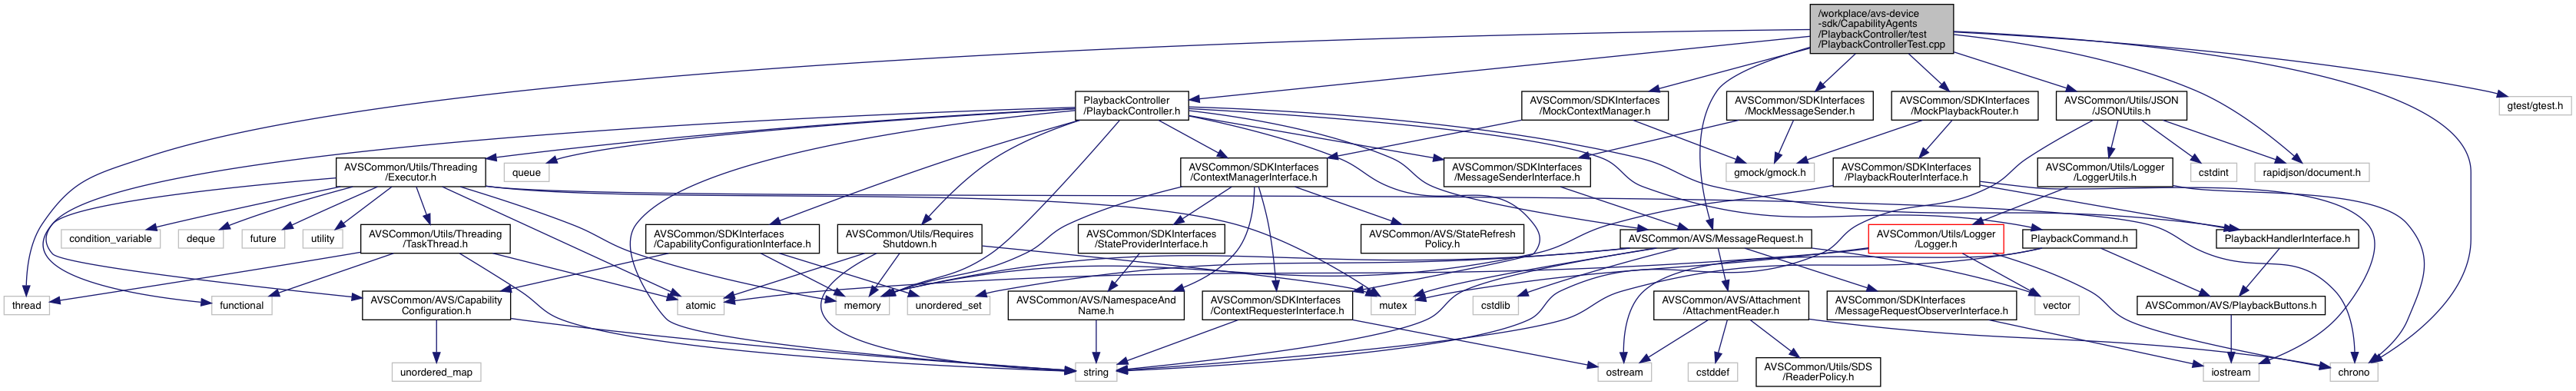 /workplace/avs-device
-sdk/CapabilityAgents
/PlaybackController/test
/PlaybackControllerTest.cpp
PlaybackController
/PlaybackController.h
AVSCommon/SDKInterfaces
/MockContextManager.h
AVSCommon/SDKInterfaces
/MockMessageSender.h
AVSCommon/SDKInterfaces
/MockPlaybackRouter.h
AVSCommon/Utils/JSON
/JSONUtils.h
gtest/gtest.h
AVSCommon/Utils/Threading
/Executor.h
queue
AVSCommon/SDKInterfaces
/ContextManagerInterface.h
AVSCommon/SDKInterfaces
/MessageSenderInterface.h
gmock/gmock.h
AVSCommon/SDKInterfaces
/PlaybackRouterInterface.h
AVSCommon/Utils/Logger
/LoggerUtils.h
cstdint
rapidjson/document.h
condition_variable
deque
future
utility
AVSCommon/Utils/Threading
/TaskThread.h
AVSCommon/SDKInterfaces
/CapabilityConfigurationInterface.h
AVSCommon/Utils/Requires
Shutdown.h
AVSCommon/SDKInterfaces
/StateProviderInterface.h
AVSCommon/AVS/StateRefresh
Policy.h
AVSCommon/AVS/MessageRequest.h
AVSCommon/Utils/Logger
/Logger.h
PlaybackCommand.h
PlaybackHandlerInterface.h
thread
functional
AVSCommon/AVS/Capability
Configuration.h
atomic
memory
unordered_set
AVSCommon/AVS/NamespaceAnd
Name.h
AVSCommon/SDKInterfaces
/ContextRequesterInterface.h
mutex
cstdlib
AVSCommon/AVS/Attachment
/AttachmentReader.h
AVSCommon/SDKInterfaces
/MessageRequestObserverInterface.h
vector
AVSCommon/AVS/PlaybackButtons.h
unordered_map
string
ostream
cstddef
AVSCommon/Utils/SDS
/ReaderPolicy.h
iostream
chrono